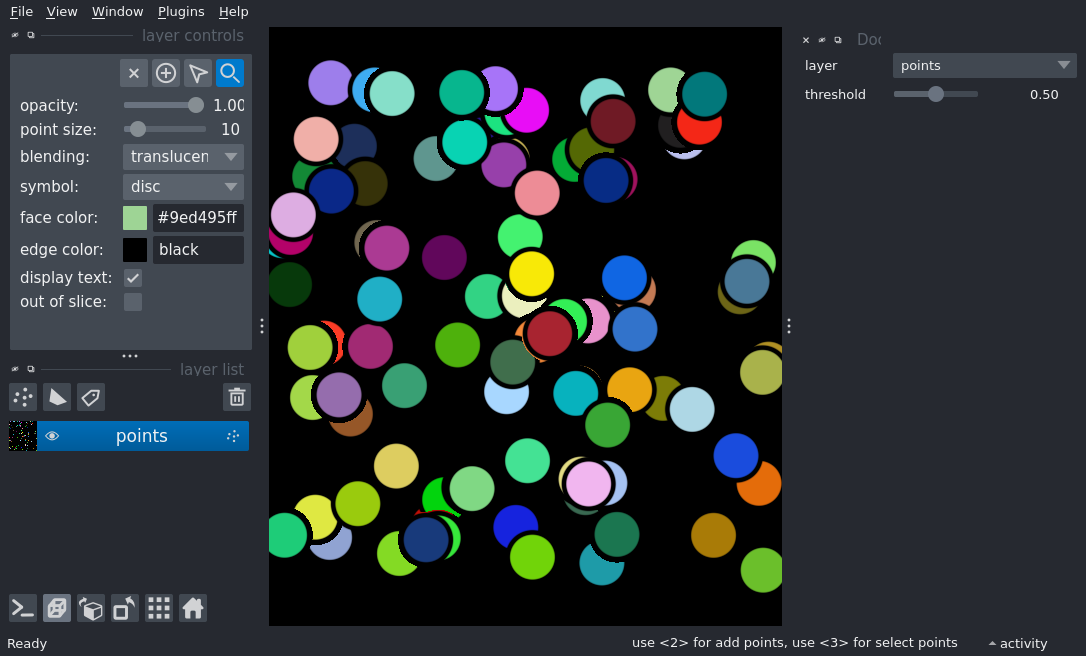 File View Window Plugins Help
layer controls
opacity: 1.00
point size: 10
blending: translucen
symbol: disc
face color: #9ed495ff
edge color: black
display text:
out of slice:
layer list
points
Doc
layer points
threshold 0.50
Ready
use <2> for add points, use <3> for select points
activity